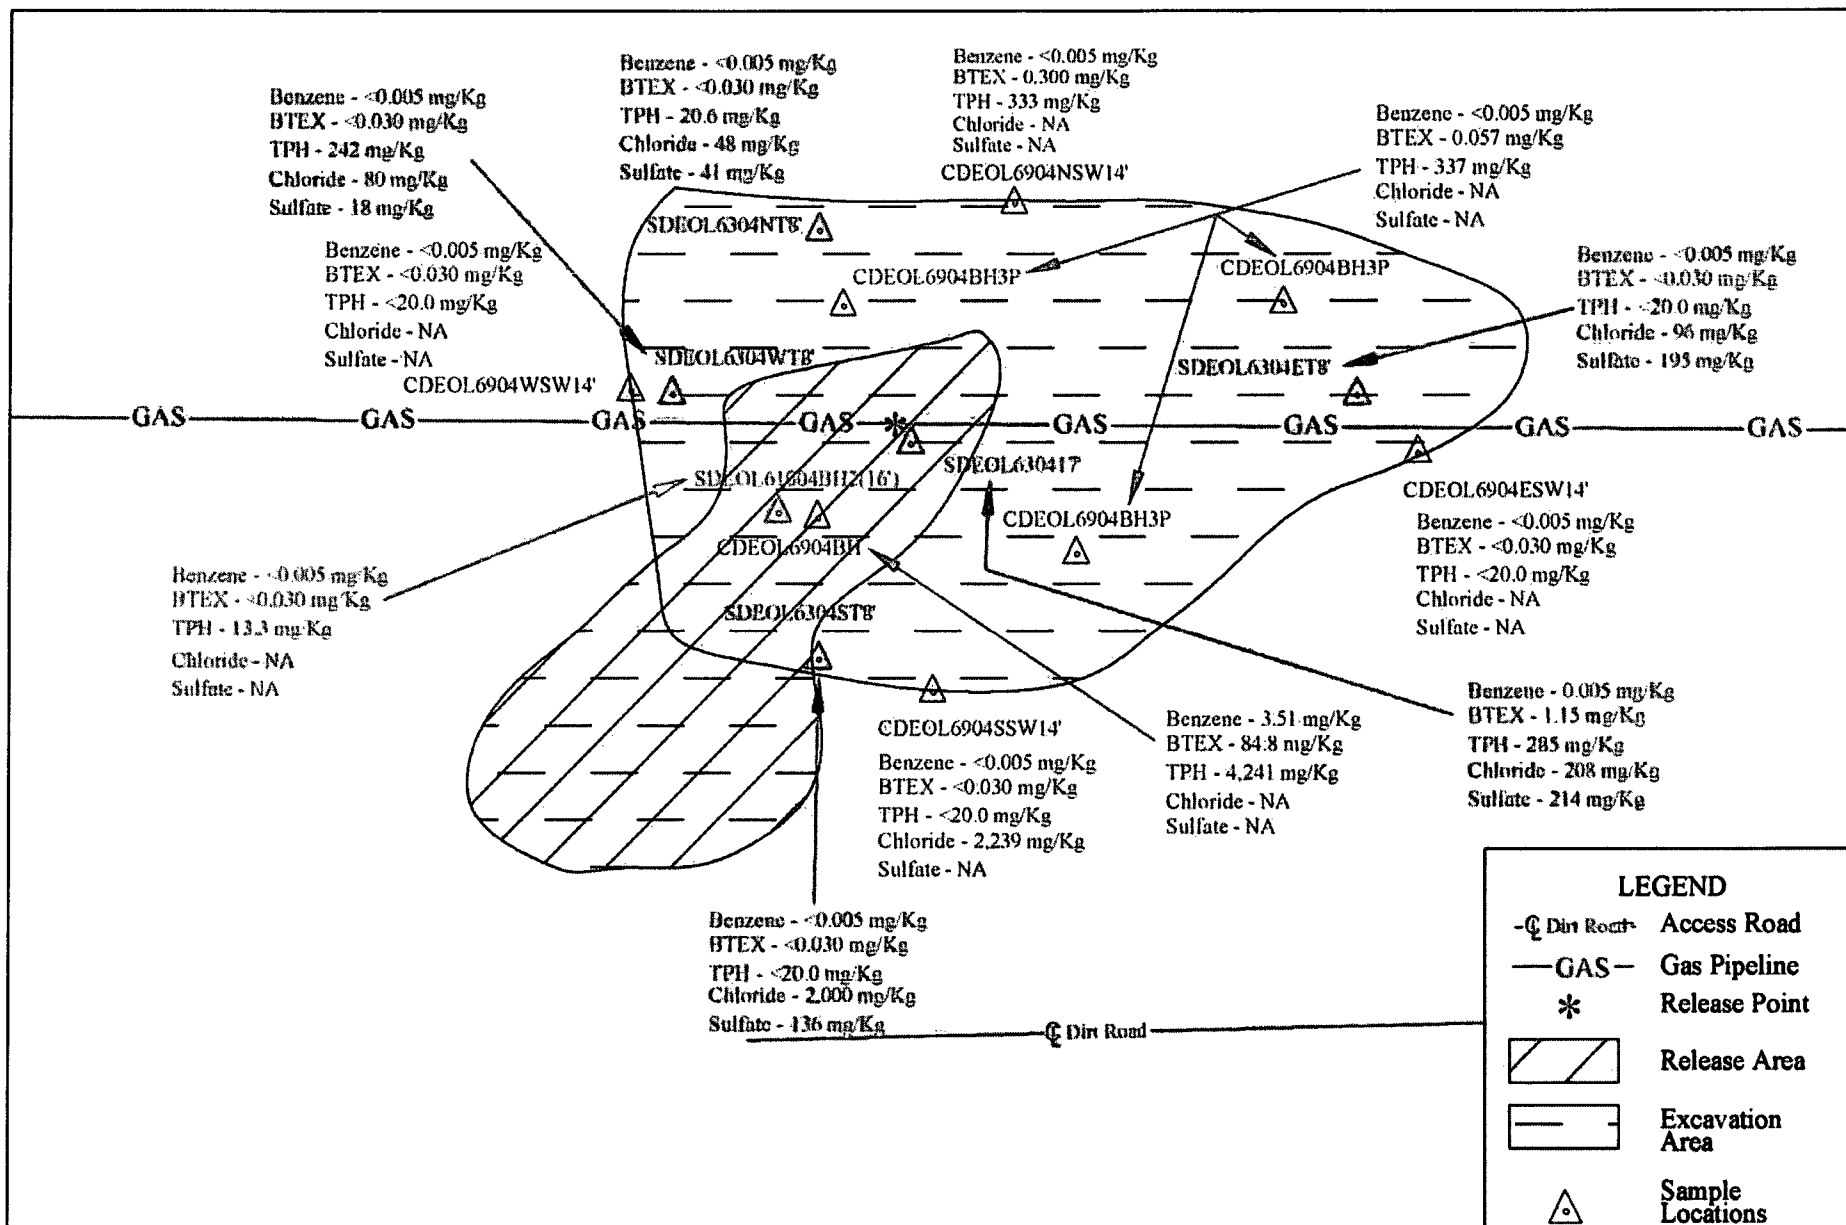 Benzene - <0.005 mg/Kg
BTEX - <0.030 mg/Kg
TPH - 242 mg/Kg
Chloride - 80 mg/Kg
Sulfate - 18 mg/Kg
Benzene - <0.005 mg/Kg
BTEX - <0.030 mg/Kg
TPH - 20.6 mg/Kg
Chloride - 48 mg/Kg
Sulfate - 41 mg/Kg
Benzene - <0.005 mg/Kg
BTEX - 0.300 mg/Kg
TPH - 333 mg/Kg
Chloride - NA
Sulfate - NA
CDEOL6904NSW14'
Benzene - <0.005 mg/Kg
BTEX - 0.057 mg/Kg
TPH - 337 mg/Kg
Chloride - NA
Sulfate - NA
SDEOL6304NT8'
Benzene - <0.005 mg/Kg
BTEX - <0.030 mg/Kg
TPH - <20.0 mg/Kg
Chloride - NA
Sulfate - NA
CDEOL6904WSW14'
CDEOL6904BH3P
CDEOL6904BH3P
Benzene - <0.005 mg/Kg
BTEX - <0.030 mg/Kg
TPH - <20.0 mg/Kg
Chloride - 96 mg/Kg
Sulfate - 195 mg/Kg
SDEOL6304WT8'
SDEOL6304ET8'
GAS GAS GAS GAS GAS GAS GAS GAS
SDEOL630417'
SDEOL61804BH2(16')
CDEOL6904BH3P
CDEOL6904ESW14'
Benzene - <0.005 mg/Kg
BTEX - <0.030 mg/Kg
TPH - <20.0 mg/Kg
Chloride - NA
Sulfate - NA
CDEOL6904BH
Benzene - <0.005 mg/Kg
BTEX - <0.030 mg/Kg
TPH - 13.3 mg/Kg
Chloride - NA
Sulfate - NA
SDEOL6304ST8'
CDEOL6904SSW14'
Benzene - <0.005 mg/Kg
BTEX - <0.030 mg/Kg
TPH - <20.0 mg/Kg
Chloride - 2,239 mg/Kg
Sulfate - NA
Benzene - 3.51 mg/Kg
BTEX - 84.8 mg/Kg
TPH - 4,241 mg/Kg
Chloride - NA
Sulfate - NA
Benzene - 0.005 mg/Kg
BTEX - 1.15 mg/Kg
TPH - 285 mg/Kg
Chloride - 208 mg/Kg
Sulfate - 214 mg/Kg
Benzene - <0.005 mg/Kg
BTEX - <0.030 mg/Kg
TPH - <20.0 mg/Kg
Chloride - 2,000 mg/Kg
Sulfate - 136 mg/Kg
℄ Dirt Road
LEGEND
-℄ Dirt Road- Access Road
GAS Gas Pipeline
* Release Point
Release Area
Excavation
Area
Sample
Locations